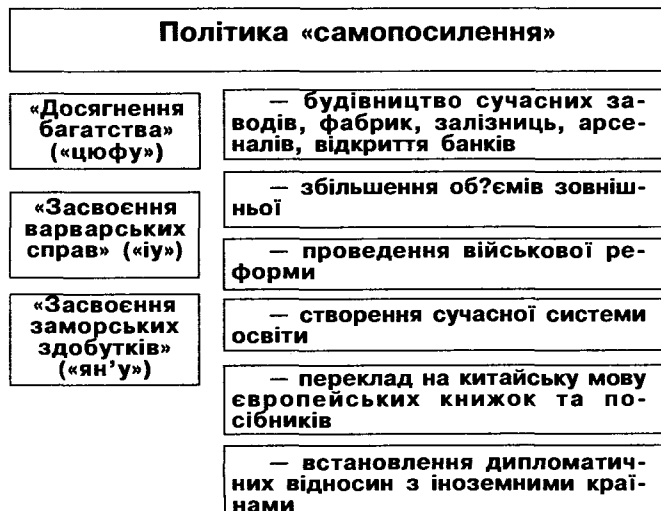 Політика «самопосилення»
«Досягнення
багатства»
(«цюфу»)
«Засвоєння
варварських
справ» («іу»)
«Засвоєння
заморських
здобутків»
(«ян’у»)
— будівництво сучасних за-
водів, фабрик, залізниць, арсе-
налів, відкриття банків
— збільшення об?ємів зовніш-
ньої
— проведення військової ре-
форми
— створення сучасної системи
освіти
— переклад на китайську мову
європейських книжок та по-
сібників
— встановлення дипломатич-
них відносин з іноземними краї-
нами